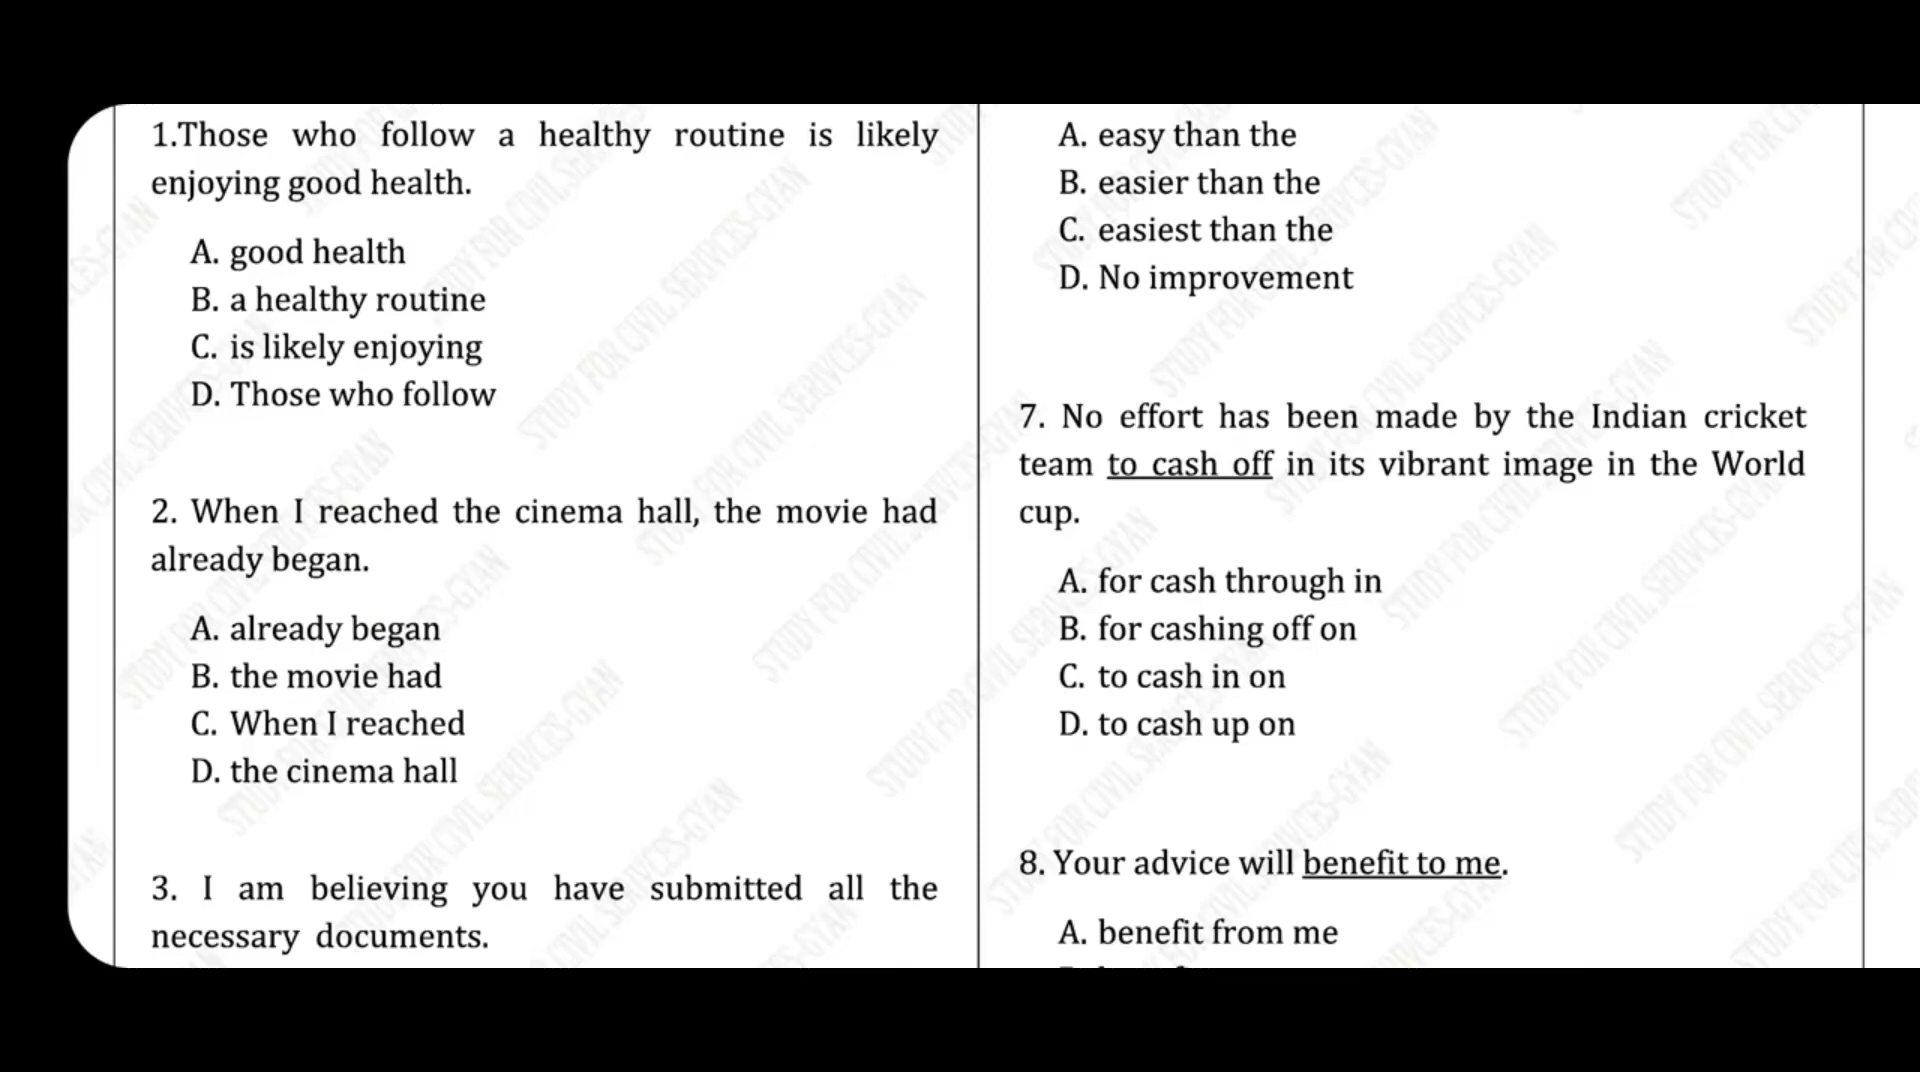 1.Those who follow a healthy routine is likely
enjoying good health.
A. good health
B. a healthy routine
C. is likely enjoying
D. Those who follow
2. When I reached the cinema hall, the movie had
already began.
A. already began
B. the movie had
C. When I reached
D. the cinema hall
3. I am believing you have submitted all the
necessary documents.
A. easy than the
B. easier than the
C. easiest than the
D. No improvement
7. No effort has been made by the Indian cricket
team to cash off in its vibrant image in the World
cup.
A. for cash through in
B. for cashing off on
C. to cash in on
D. to cash up on
8. Your advice will benefit to me.
A. benefit from me
STUDY FOR CIVIL SERIVCES-GYAN